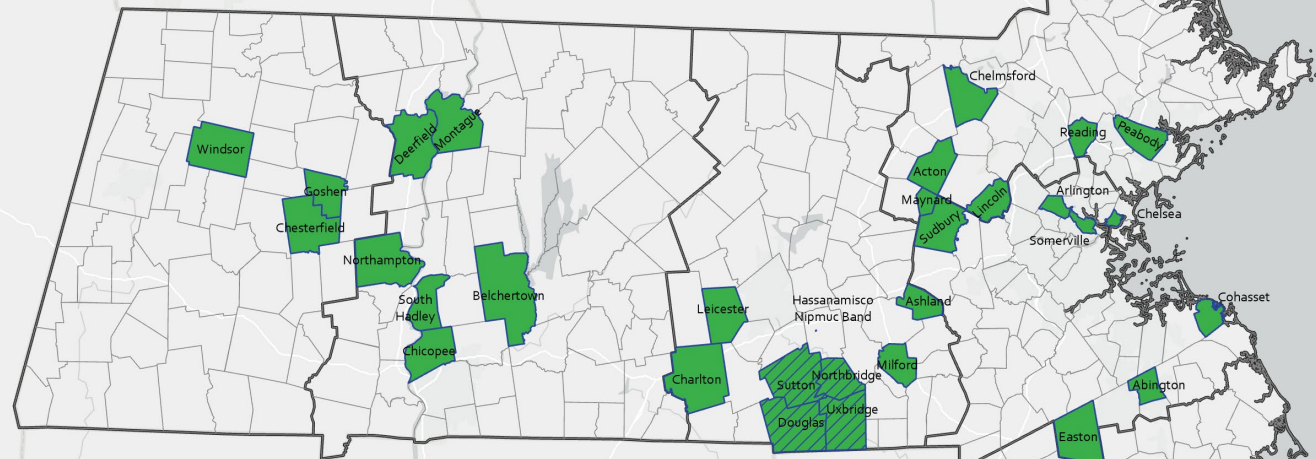 Chelmsford
Reading
Peabody
Windsor
Deerfield
Montague
Acton
Goshen
Maynard
Lincoln
Arlington
Chelsea
Chesterfield
Sudbury
Somerville
Northampton
South
Hadley
Belchertown
Leicester
Hassanamisco
Nipmuc Band
Ashland
Cohasset
Chicopee
Charlton
Sutton
Northbridge
Milford
Abington
Douglas
Uxbridge
Easton